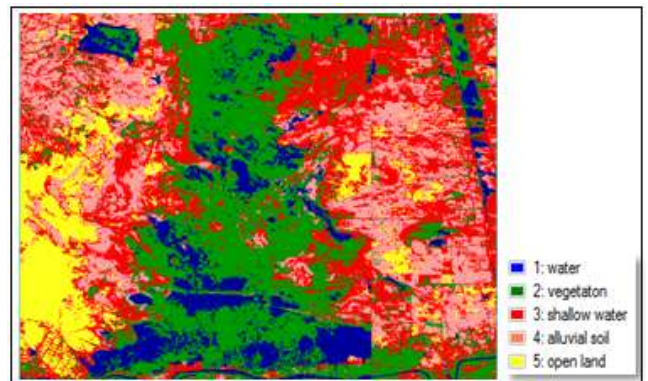 1: water
2: vegetaton
3: shallow water
4: alluvial soil
5: open land